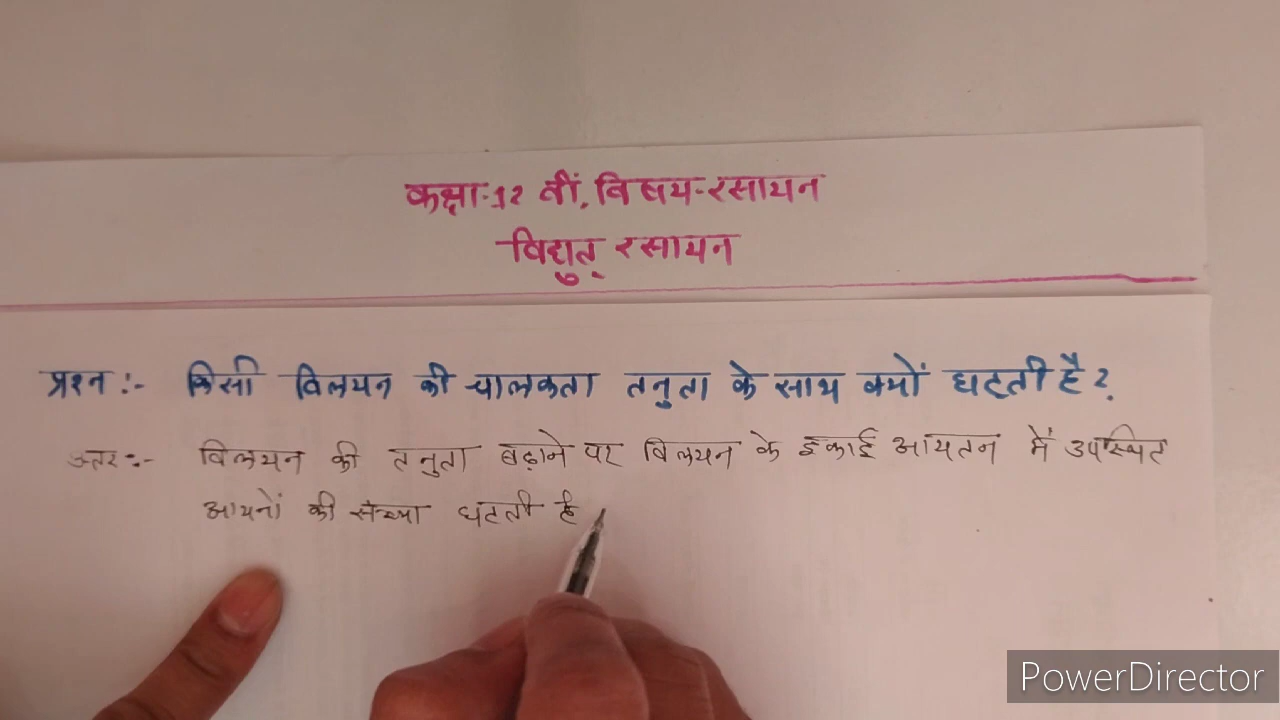 कक्षा-12 वीं, विषय-रसायन
विद्युत् रसायन
प्रश्न :- किसी विलयन की चालकता तनुता के साथ क्यों घटती है ?
उत्तर :- विलयन की तनुता बढ़ाने पर विलयन के इकाई आयतन में उपस्थित
आयनों की संख्या घटती है
PowerDirector